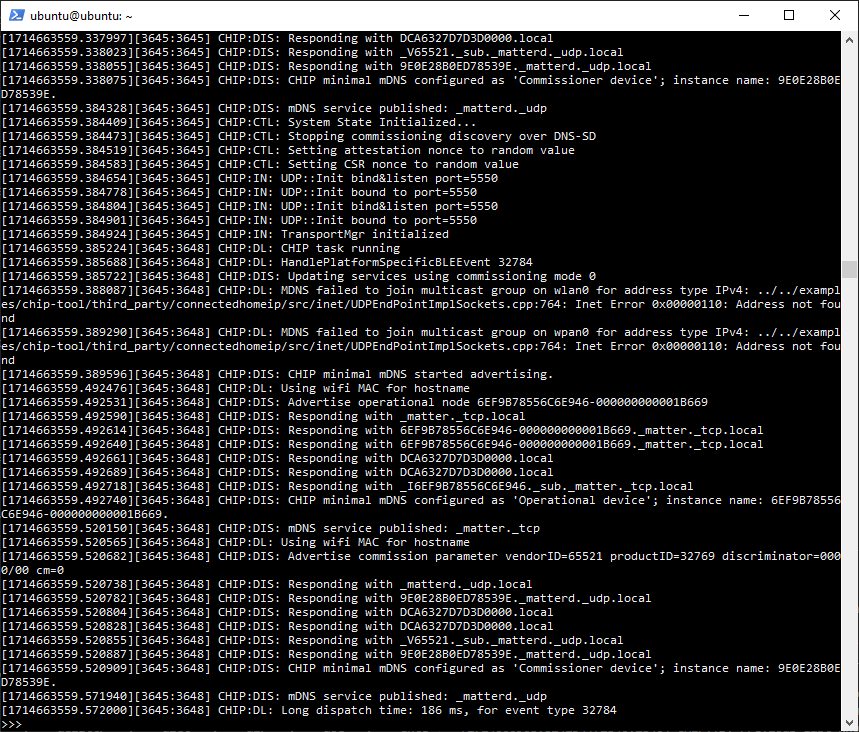 ubuntu@ubuntu: ~
[1714663559.337997][3645:3645] CHIP:DIS: Responding with DCA6327D7D3D0000.local
[1714663559.338023][3645:3645] CHIP:DIS: Responding with _V65521._sub._matterd._udp.local
[1714663559.338055][3645:3645] CHIP:DIS: Responding with 9E0E28B0ED78539E._matterd._udp.local
[1714663559.338075][3645:3645] CHIP:DIS: CHIP minimal mDNS configured as 'Commissioner device'; instance name: 9E0E28B0E
D78539E.
[1714663559.384328][3645:3645] CHIP:DIS: mDNS service published: _matterd._udp
[1714663559.384409][3645:3645] CHIP:CTL: System State Initialized...
[1714663559.384473][3645:3645] CHIP:CTL: Stopping commissioning discovery over DNS-SD
[1714663559.384519][3645:3645] CHIP:CTL: Setting attestation nonce to random value
[1714663559.384583][3645:3645] CHIP:CTL: Setting CSR nonce to random value
[1714663559.384654][3645:3645] CHIP:IN: UDP::Init bind&listen port=5550
[1714663559.384778][3645:3645] CHIP:IN: UDP::Init bound to port=5550
[1714663559.384804][3645:3645] CHIP:IN: UDP::Init bind&listen port=5550
[1714663559.384901][3645:3645] CHIP:IN: UDP::Init bound to port=5550
[1714663559.384924][3645:3645] CHIP:IN: TransportMgr initialized
[1714663559.385224][3645:3648] CHIP:DL: CHIP task running
[1714663559.385688][3645:3648] CHIP:DL: HandlePlatformSpecificBLEEvent 32784
[1714663559.385722][3645:3648] CHIP:DIS: Updating services using commissioning mode 0
[1714663559.388087][3645:3648] CHIP:DL: MDNS failed to join multicast group on wlan0 for address type IPv4: ../../exampl
es/chip-tool/third_party/connectedhomeip/src/inet/UDPEndPointImplSockets.cpp:764: Inet Error 0x00000110: Address not fou
nd
[1714663559.389290][3645:3648] CHIP:DL: MDNS failed to join multicast group on wpan0 for address type IPv4: ../../exampl
es/chip-tool/third_party/connectedhomeip/src/inet/UDPEndPointImplSockets.cpp:764: Inet Error 0x00000110: Address not fou
nd
[1714663559.389596][3645:3648] CHIP:DIS: CHIP minimal mDNS started advertising.
[1714663559.492476][3645:3648] CHIP:DL: Using wifi MAC for hostname
[1714663559.492531][3645:3648] CHIP:DIS: Advertise operational node 6EF9B78556C6E946-000000000001B669
[1714663559.492590][3645:3648] CHIP:DIS: Responding with _matter._tcp.local
[1714663559.492614][3645:3648] CHIP:DIS: Responding with 6EF9B78556C6E946-000000000001B669._matter._tcp.local
[1714663559.492640][3645:3648] CHIP:DIS: Responding with 6EF9B78556C6E946-000000000001B669._matter._tcp.local
[1714663559.492661][3645:3648] CHIP:DIS: Responding with DCA6327D7D3D0000.local
[1714663559.492689][3645:3648] CHIP:DIS: Responding with DCA6327D7D3D0000.local
[1714663559.492718][3645:3648] CHIP:DIS: Responding with _I6EF9B78556C6E946._sub._matter._tcp.local
[1714663559.492740][3645:3648] CHIP:DIS: CHIP minimal mDNS configured as 'Operational device'; instance name: 6EF9B78556
C6E946-000000000001B669.
[1714663559.520150][3645:3648] CHIP:DIS: mDNS service published: _matter._tcp
[1714663559.520565][3645:3648] CHIP:DL: Using wifi MAC for hostname
[1714663559.520682][3645:3648] CHIP:DIS: Advertise commission parameter vendorID=65521 productID=32769 discriminator=000
0/00 cm=0
[1714663559.520738][3645:3648] CHIP:DIS: Responding with _matterd._udp.local
[1714663559.520782][3645:3648] CHIP:DIS: Responding with 9E0E28B0ED78539E._matterd._udp.local
[1714663559.520804][3645:3648] CHIP:DIS: Responding with DCA6327D7D3D0000.local
[1714663559.520828][3645:3648] CHIP:DIS: Responding with DCA6327D7D3D0000.local
[1714663559.520855][3645:3648] CHIP:DIS: Responding with _V65521._sub._matterd._udp.local
[1714663559.520887][3645:3648] CHIP:DIS: Responding with 9E0E28B0ED78539E._matterd._udp.local
[1714663559.520909][3645:3648] CHIP:DIS: CHIP minimal mDNS configured as 'Commissioner device'; instance name: 9E0E28B0E
D78539E.
[1714663559.571940][3645:3648] CHIP:DIS: mDNS service published: _matterd._udp
[1714663559.572000][3645:3648] CHIP:DL: Long dispatch time: 186 ms, for event type 32784
>>>